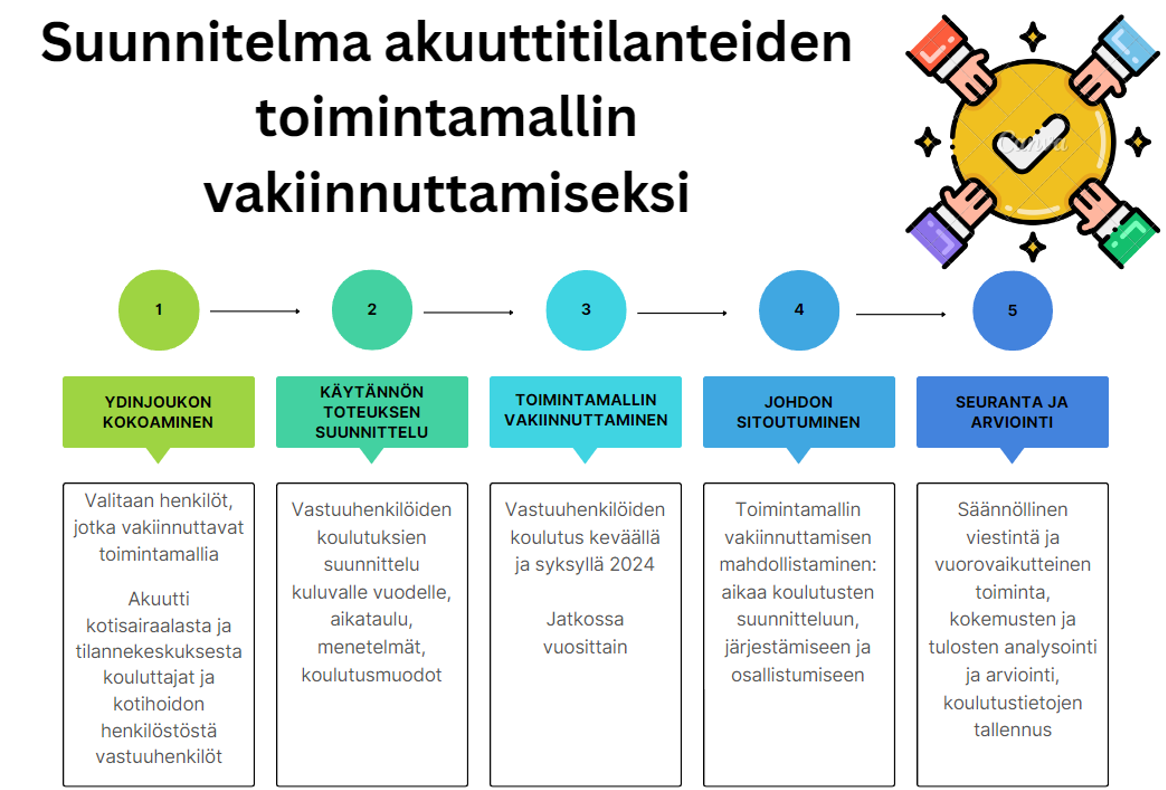 Suunnitelma akuuttitilanteiden
toimintamallin
vakiinnuttamiseksi
Canva
1
2
3
4
5
YDINJOUKON
KOKOAMINEN
KÄYTÄNNÖN
TOTEUKSEN
SUUNNITTELU
TOIMINTAMALLIN
VAKIINNUTTAMINEN
JOHDON
SITOUTUMINEN
SEURANTA JA
ARVIOINTI
Valitaan henkilöt,
jotka vakiinnuttavat
toimintamallia
Akuutti
kotisairaalasta ja
tilannekeskuksesta
kouluttajat ja
kotihoidon
henkilöstöstä
vastuuhenkilöt
Vastuuhenkilöiden
koulutuksien
suunnittelu
kuluvalle vuodelle,
aikataulu,
menetelmät,
koulutusmuodot
Vastuuhenkilöiden
koulutus keväällä
ja syksyllä 2024
Jatkossa
vuosittain
Toimintamallin
vakiinnuttamisen
mahdollistaminen:
aikaa koulutusten
suunnitteluun,
järjestämiseen ja
osallistumiseen
Säännöllinen
viestintä ja
vuorovaikutteinen
toiminta,
kokemusten ja
tulosten analysointi
ja arviointi,
koulutustietojen
tallennus